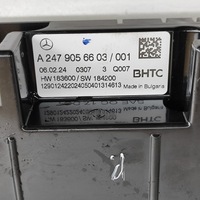 A 247 905 66 03 / 001
06.02.24 0307 3 Q007
HW 183600 / SW 184200
BHTC
129012422024050401314613
Made in Bulgaria